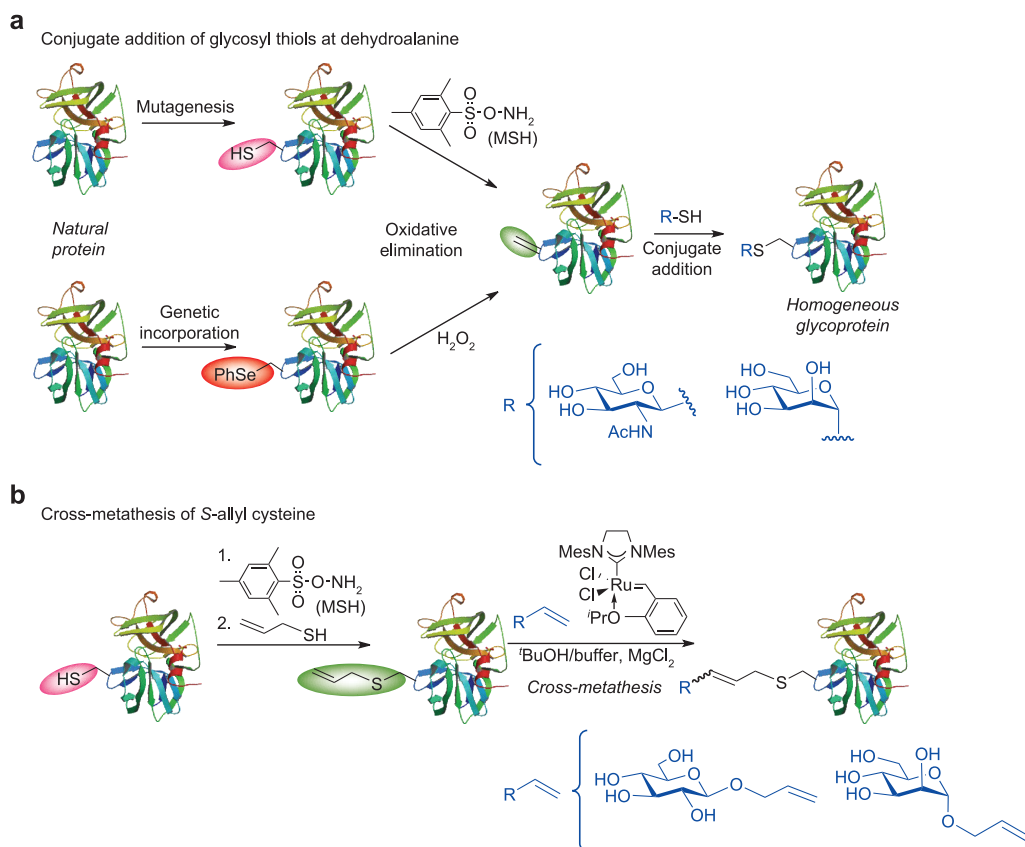 a
Conjugate addition of glycosyl thiols at dehydroalanine
Mutagenesis
HS
O
S
O
O–NH₂
(MSH)
Natural
protein
Oxidative
elimination
R-SH
Conjugate
addition
RS
Homogeneous
glycoprotein
Genetic
incorporation
PhSe
H₂O₂
R
OH
HO
HO
O
AcHN
HO
OH
HO
HO
O
b
Cross-metathesis of S-allyl cysteine
1.
O
S
O
O–NH₂
(MSH)
2.
SH
HS
S
R
MesN
NMes
Cl
Cl
Ru
ⁱPrO
ᵗBuOH/buffer, MgCl₂
Cross-metathesis
R
S
R
OH
HO
HO
O
OH
O
HO
OH
HO
HO
O
O